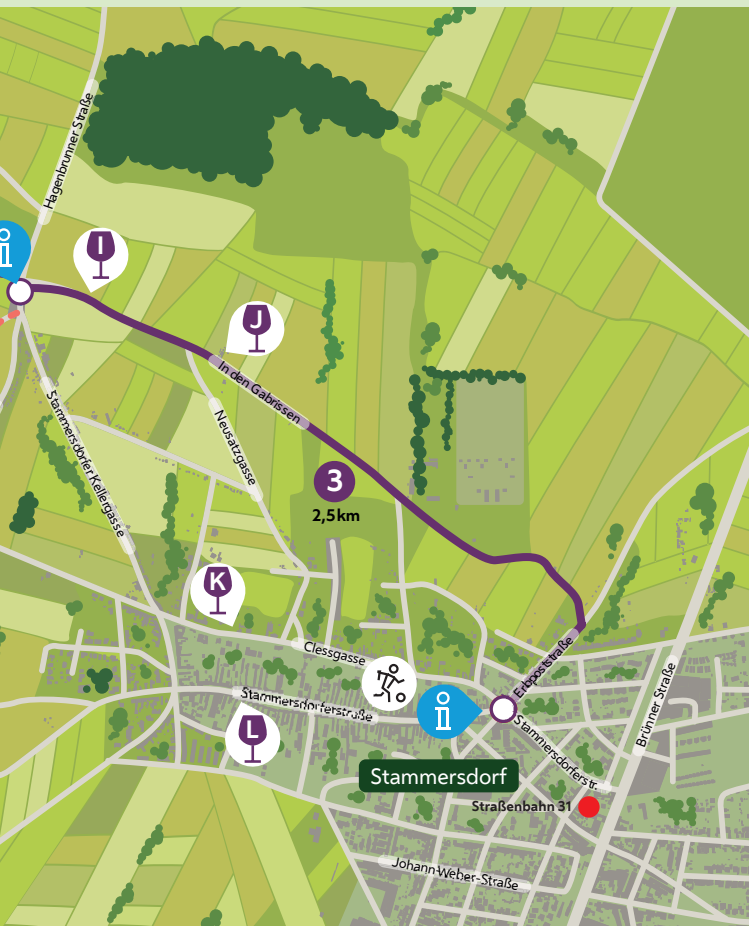 Hagenbrunner Straße
i
I
J
In den Gabrissen
Stammersdorfer Kellergasse
Neusatzgasse
3
2,5km
K
Clessgasse
Erbpoststraße
Stammersdorferstraße
i
L
Stammersdorferstr.
Brünner Straße
Stammersdorf
Straßenbahn 31
Johann-Weber-Straße